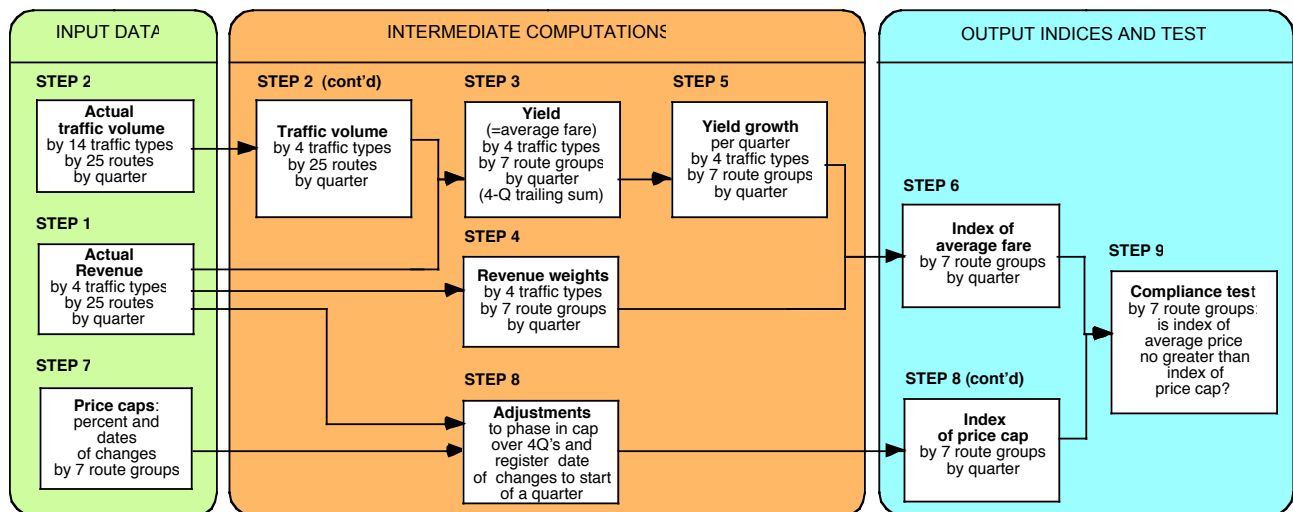 INPUT DATA
STEP 2
Actual
traffic volume
by 14 traffic types
by 25 routes
by quarter
STEP 1
Actual
Revenue
by 4 traffic types
by 25 routes
by quarter
STEP 7
Price caps:
percent and
dates
of changes
by 7 route groups
INTERMEDIATE COMPUTATIONS
STEP 2 (cont'd)
Traffic volume
by 4 traffic types
by 25 routes
by quarter
STEP 3
Yield
(=average fare)
by 4 traffic types
by 7 route groups
by quarter
(4-Q trailing sum)
STEP 5
Yield growth
per quarter
by 4 traffic types
by 7 route groups
by quarter
STEP 4
Revenue weights
by 4 traffic types
by 7 route groups
by quarter
STEP 8
Adjustments
to phase in cap
over 4Q's and
register date
of changes to start
of a quarter
OUTPUT INDICES AND TEST
STEP 6
Index of
average fare
by 7 route groups
by quarter
STEP 8 (cont'd)
Index
of price cap
by 7 route groups
by quarter
STEP 9
Compliance test
by 7 route groups:
is index of
average price
no greater than
index of
price cap?